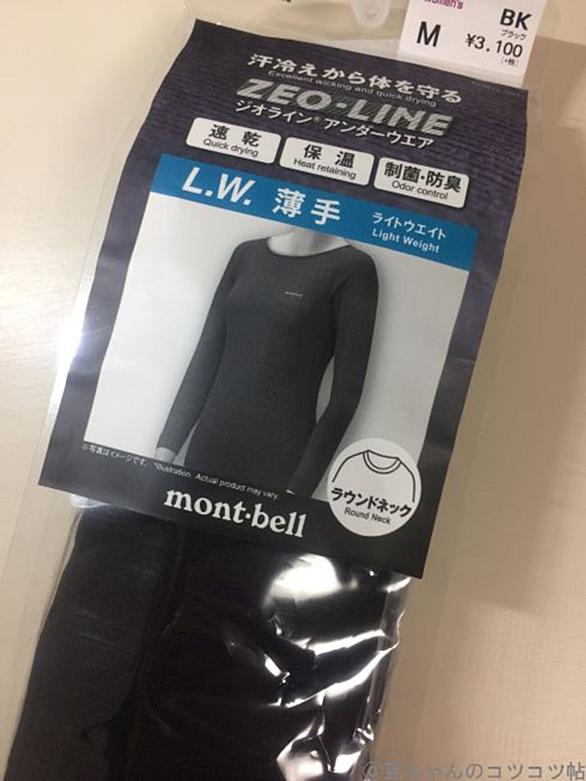 Women's
BK
ブラック
M
¥3,100
(+税)
汗冷えから体を守る
Excellent wicking and quick drying
ZEO-LINE
ジオライン® アンダーウエア
速乾
Quick drying
保温
Heat retaining
制菌・防臭
Odor control
L.W. 薄手
ライトウエイト
Light Weight
※写真はイメージです。 *Illustration. Actual product may vary.
ラウンドネック
Round Neck
mont-bell
ちゃんのコツコツ帖